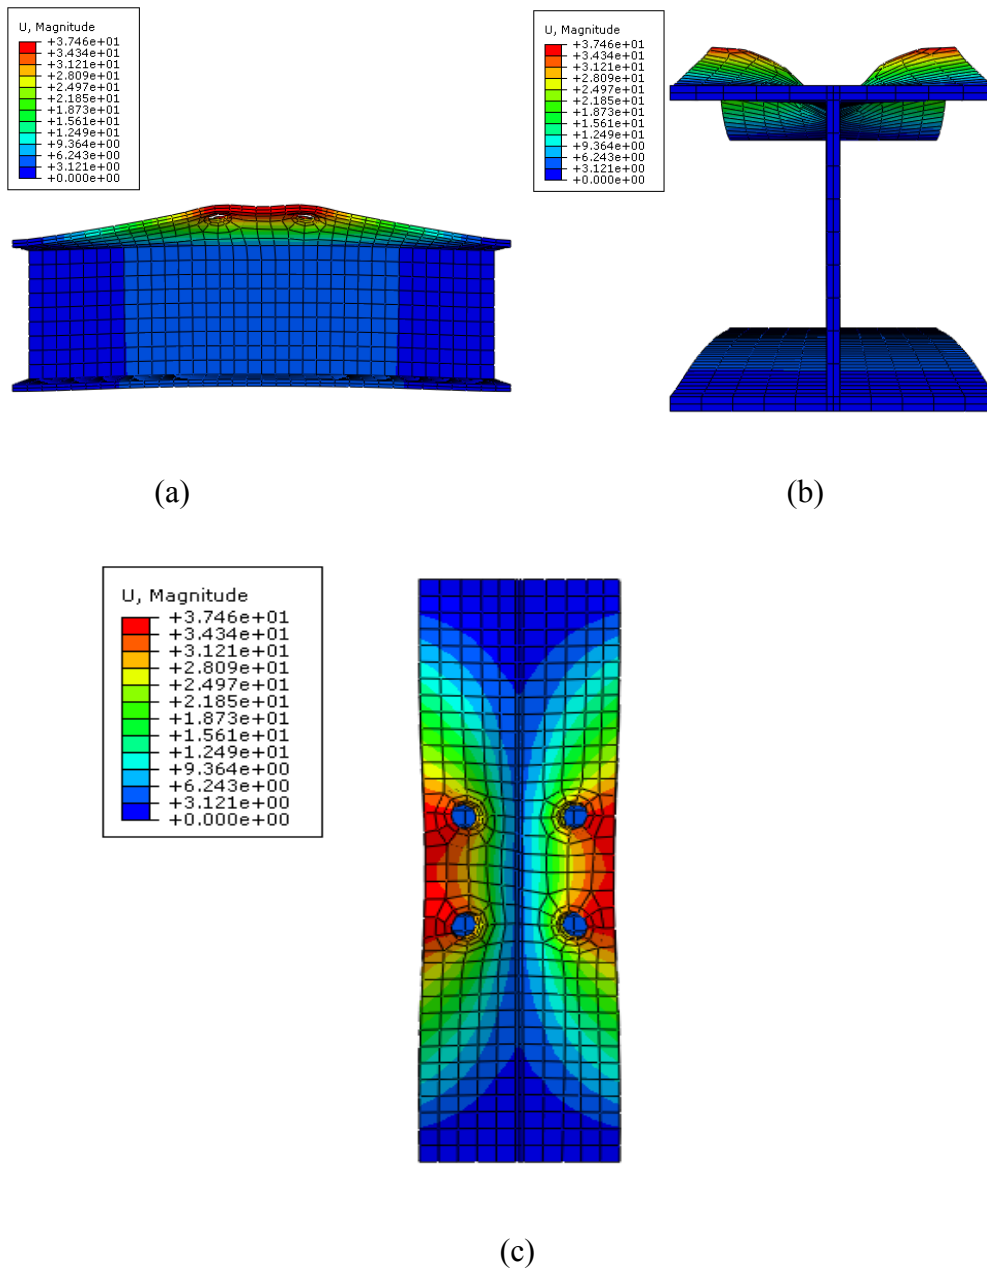 U, Magnitude
+3.746e+01
+3.434e+01
+3.121e+01
+2.809e+01
+2.497e+01
+2.185e+01
+1.873e+01
+1.561e+01
+1.249e+01
+9.364e+00
+6.243e+00
+3.121e+00
+0.000e+00
U, Magnitude
+3.746e+01
+3.434e+01
+3.121e+01
+2.809e+01
+2.497e+01
+2.185e+01
+1.873e+01
+1.561e+01
+1.249e+01
+9.364e+00
+6.243e+00
+3.121e+00
+0.000e+00
(a)
(b)
U, Magnitude
+3.746e+01
+3.434e+01
+3.121e+01
+2.809e+01
+2.497e+01
+2.185e+01
+1.873e+01
+1.561e+01
+1.249e+01
+9.364e+00
+6.243e+00
+3.121e+00
+0.000e+00
(c)